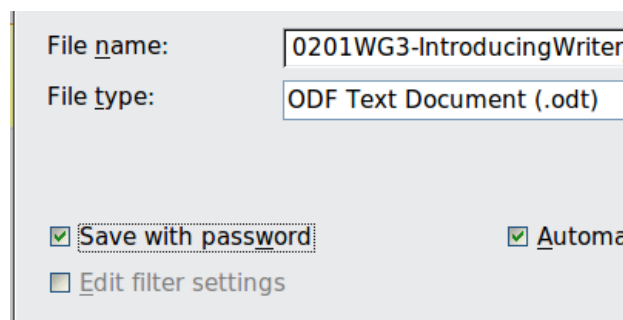 File name: 0201WG3-IntroducingWriter
File type: ODF Text Document (.odt)
Save with password Automa
Edit filter settings